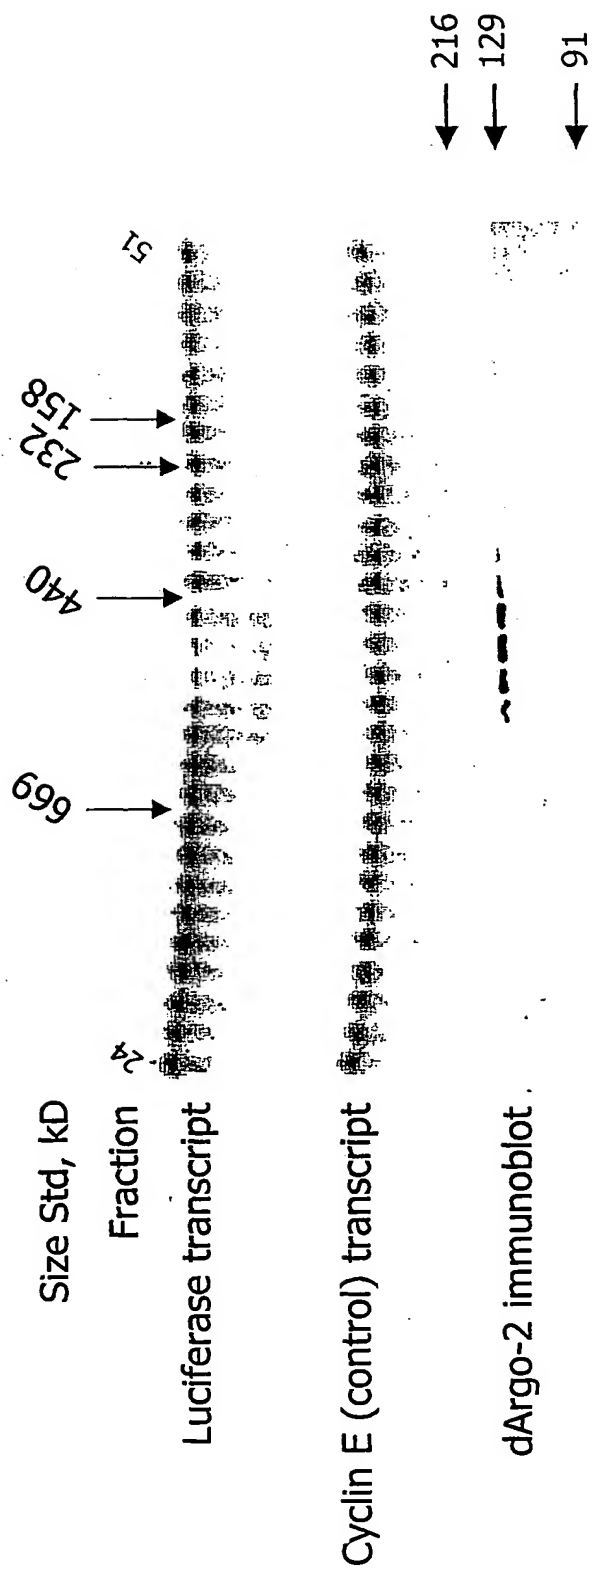 Size Std, kD
669
440
232
158
Fraction
24
51
Luciferase transcript
Cyclin E (control) transcript
dArgo-2 immunoblot
216
129
91